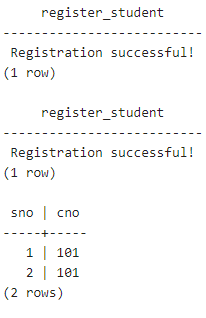 register_student
--------------------------
Registration successful!
(1 row)
register_student
--------------------------
Registration successful!
(1 row)
sno | cno
-----+-----
1 | 101
2 | 101
(2 rows)